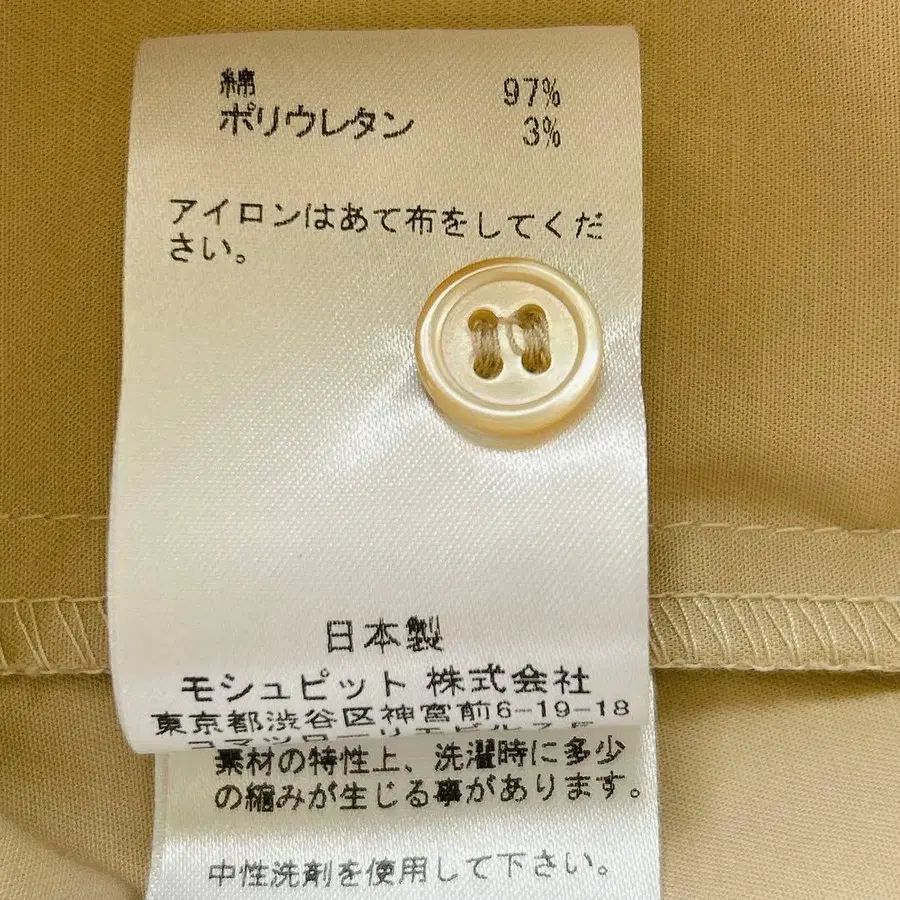 綿 97%
ポリウレタン 3%
アイロンはあて布をしてくだ
さい。
日本製
モシュピット 株式会社
東京都渋谷区神宮前6-19-18
素材の特性上、洗濯時に多少
の縮みが生じる事があります。
中性洗剤を使用して下さい。